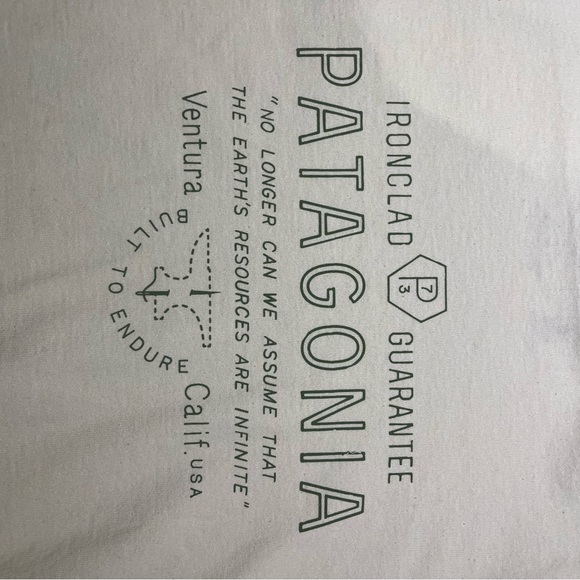 IRONCLAD P 7 3 GUARANTEE
PATAGONIA
"NO LONGER CAN WE ASSUME THAT
THE EARTH'S RESOURCES ARE INFINITE"
Ventura Calif. USA
BUILT TO ENDURE